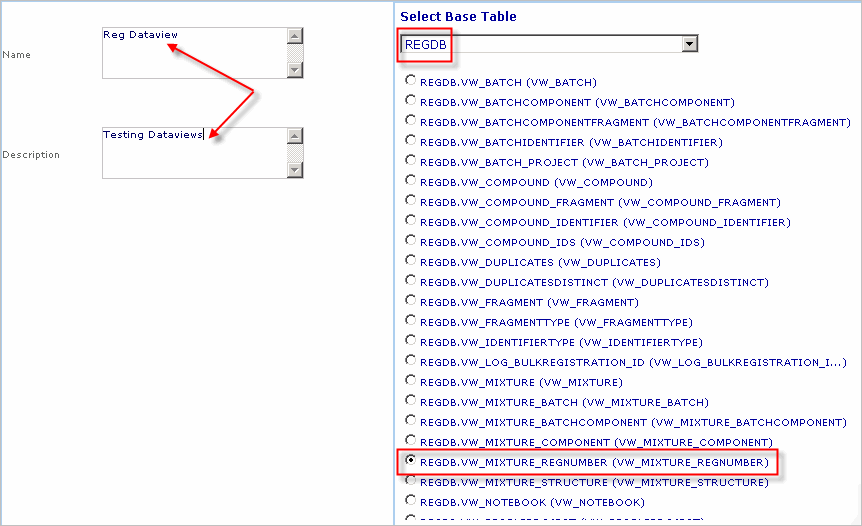 Name
Reg Dataview
Description
Testing Dataviews
Select Base Table
REGDB
REGDB.VW_BATCH (VW_BATCH)
REGDB.VW_BATCHCOMPONENT (VW_BATCHCOMPONENT)
REGDB.VW_BATCHCOMPONENTFRAGMENT (VW_BATCHCOMPONENTFRAGMENT)
REGDB.VW_BATCHIDENTIFIER (VW_BATCHIDENTIFIER)
REGDB.VW_BATCH_PROJECT (VW_BATCH_PROJECT)
REGDB.VW_COMPOUND (VW_COMPOUND)
REGDB.VW_COMPOUND_FRAGMENT (VW_COMPOUND_FRAGMENT)
REGDB.VW_COMPOUND_IDENTIFIER (VW_COMPOUND_IDENTIFIER)
REGDB.VW_COMPOUND_IDS (VW_COMPOUND_IDS)
REGDB.VW_DUPLICATES (VW_DUPLICATES)
REGDB.VW_DUPLICATESDISTINCT (VW_DUPLICATESDISTINCT)
REGDB.VW_FRAGMENT (VW_FRAGMENT)
REGDB.VW_FRAGMENTTYPE (VW_FRAGMENTTYPE)
REGDB.VW_IDENTIFIERTYPE (VW_IDENTIFIERTYPE)
REGDB.VW_LOG_BULKREGISTRATION_ID (VW_LOG_BULKREGISTRATION_I...)
REGDB.VW_MIXTURE (VW_MIXTURE)
REGDB.VW_MIXTURE_BATCH (VW_MIXTURE_BATCH)
REGDB.VW_MIXTURE_BATCHCOMPONENT (VW_MIXTURE_BATCHCOMPONENT)
REGDB.VW_MIXTURE_COMPONENT (VW_MIXTURE_COMPONENT)
REGDB.VW_MIXTURE_REGNUMBER (VW_MIXTURE_REGNUMBER)
REGDB.VW_MIXTURE_STRUCTURE (VW_MIXTURE_STRUCTURE)
REGDB.VW_NOTEBOOK (VW_NOTEBOOK)